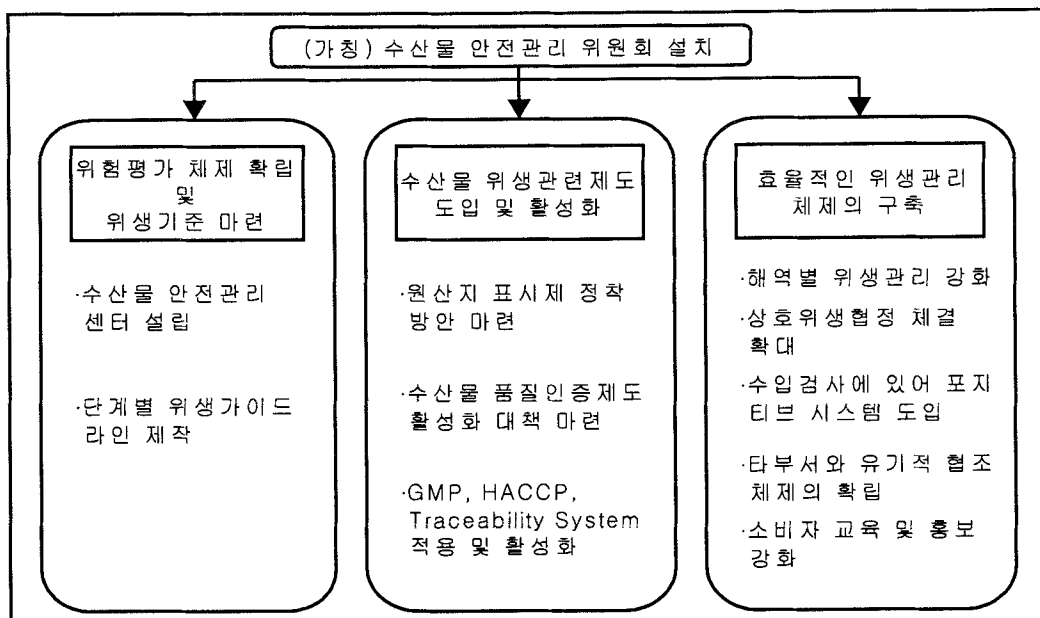 (가칭) 수산물 안전관리 위원회 설치
위험평가 체제 확립
및
위생기준 마련
·수산물 안전관리
센터 설립
·단계별 위생가이드
라인 제작
수산물 위생관련제도
도입 및 활성화
·원산지 표시제 정착
방안 마련
·수산물 품질인증제도
활성화 대책 마련
·GMP, HACCP,
Traceability System
적용 및 활성화
효율적인 위생관리
체제의 구축
·해역별 위생관리 강화
·상호위생협정 체결
확대
·수입검사에 있어 포지
티브 시스템 도입
·타부서와 유기적 협조
체제의 확립
·소비자 교육 및 홍보
강화